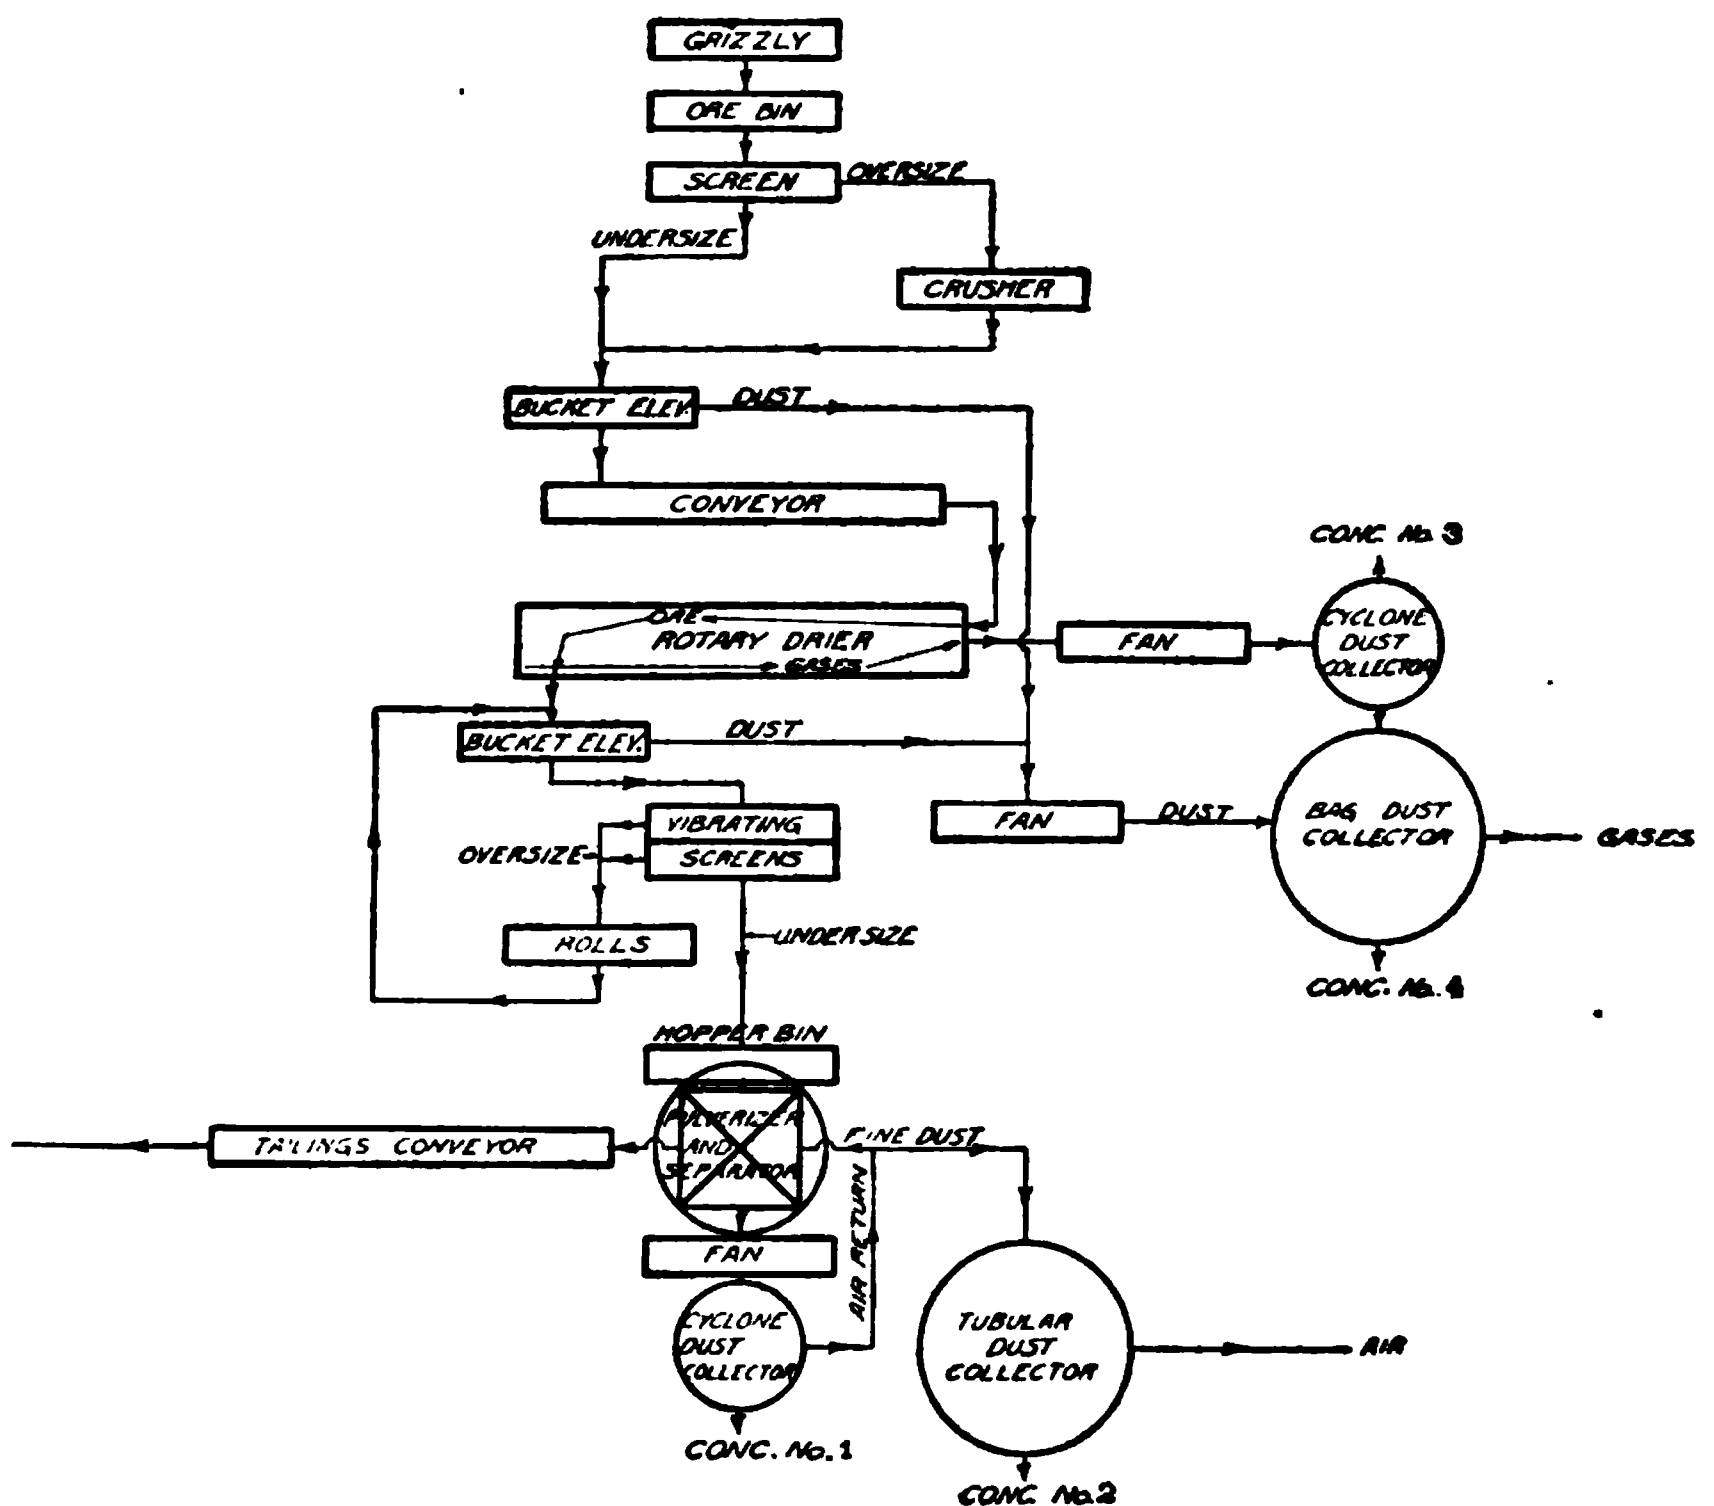 GRIZZLY
ORE BIN
SCREEN
OVERSIZE
UNDERSIZE
CRUSHER
BUCKET ELEV.
DUST
CONVEYOR
CONC. No. 3
ORE
ROTARY DRIER
GASES
FAN
CYCLONE
DUST
COLLECTOR
BUCKET ELEV.
DUST
VIBRATING
SCREENS
OVERSIZE
FAN
DUST
BAG DUST
COLLECTOR
GASES
ROLLS
UNDERSIZE
CONC. No. 4
HOPPER BIN
PULVERIZER
AND
SEPARATOR
TAILINGS CONVEYOR
FINE DUST
AIR RETURN
FAN
CYCLONE
DUST
COLLECTOR
TUBULAR
DUST
COLLECTOR
AIR
CONC. No. 1
CONC. No. 2